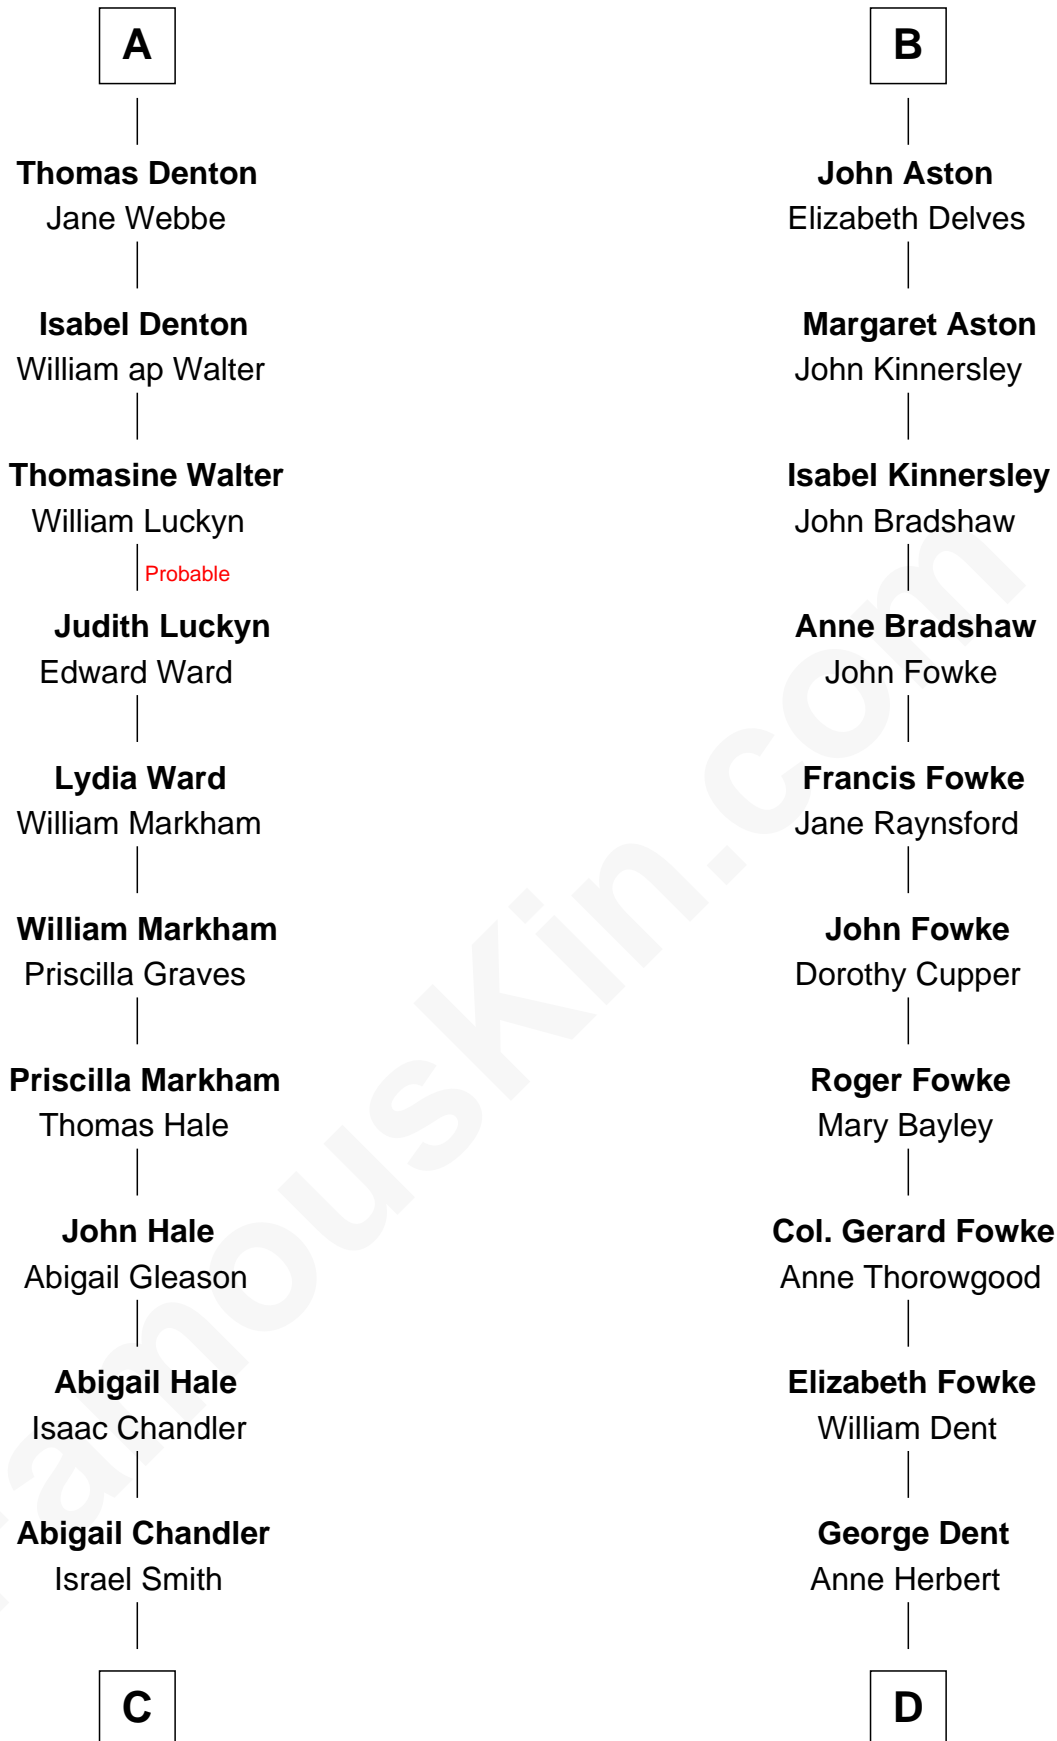 A
Thomas Denton
Jane Webbe
Isabel Denton
William ap Walter
Thomasine Walter
William Luckyn
Probable
Judith Luckyn
Edward Ward
Lydia Ward
William Markham
William Markham
Priscilla Graves
Priscilla Markham
Thomas Hale
John Hale
Abigail Gleason
Abigail Hale
Isaac Chandler
Abigail Chandler
Israel Smith
C
B
John Aston
Elizabeth Delves
Margaret Aston
John Kinnersley
Isabel Kinnersley
John Bradshaw
Anne Bradshaw
John Fowke
Francis Fowke
Jane Raynsford
John Fowke
Dorothy Cupper
Roger Fowke
Mary Bayley
Col. Gerard Fowke
Anne Thorowgood
Elizabeth Fowke
William Dent
George Dent
Anne Herbert
D
FamousKin.com